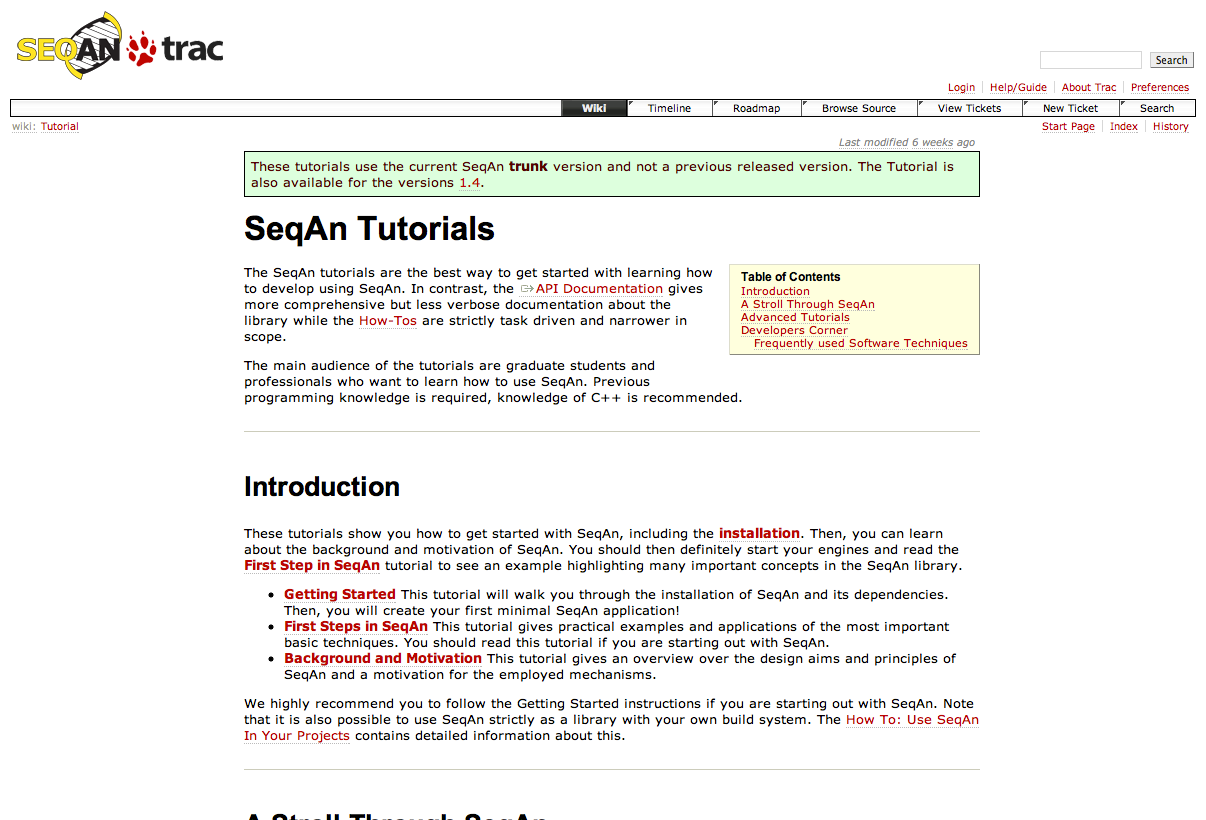 SEQAN trac
Search
Login Help/Guide About Trac Preferences
Wiki Timeline Roadmap Browse Source View Tickets New Ticket Search
wiki: Tutorial
Start Page Index History
Last modified 6 weeks ago
These tutorials use the current SeqAn trunk version and not a previous released version. The Tutorial is
also available for the versions 1.4.
SeqAn Tutorials
The SeqAn tutorials are the best way to get started with learning how
to develop using SeqAn. In contrast, the API Documentation gives
more comprehensive but less verbose documentation about the
library while the How-Tos are strictly task driven and narrower in
scope.
Table of Contents
Introduction
A Stroll Through SeqAn
Advanced Tutorials
Developers Corner
Frequently used Software Techniques
The main audience of the tutorials are graduate students and
professionals who want to learn how to use SeqAn. Previous
programming knowledge is required, knowledge of C++ is recommended.
Introduction
These tutorials show you how to get started with SeqAn, including the installation. Then, you can learn
about the background and motivation of SeqAn. You should then definitely start your engines and read the
First Step in SeqAn tutorial to see an example highlighting many important concepts in the SeqAn library.
• Getting Started This tutorial will walk you through the installation of SeqAn and its dependencies.
Then, you will create your first minimal SeqAn application!
• First Steps in SeqAn This tutorial gives practical examples and applications of the most important
basic techniques. You should read this tutorial if you are starting out with SeqAn.
• Background and Motivation This tutorial gives an overview over the design aims and principles of
SeqAn and a motivation for the employed mechanisms.
We highly recommend you to follow the Getting Started instructions if you are starting out with SeqAn. Note
that it is also possible to use SeqAn strictly as a library with your own build system. The How To: Use SeqAn
In Your Projects contains detailed information about this.
A Stroll Through SeqAn